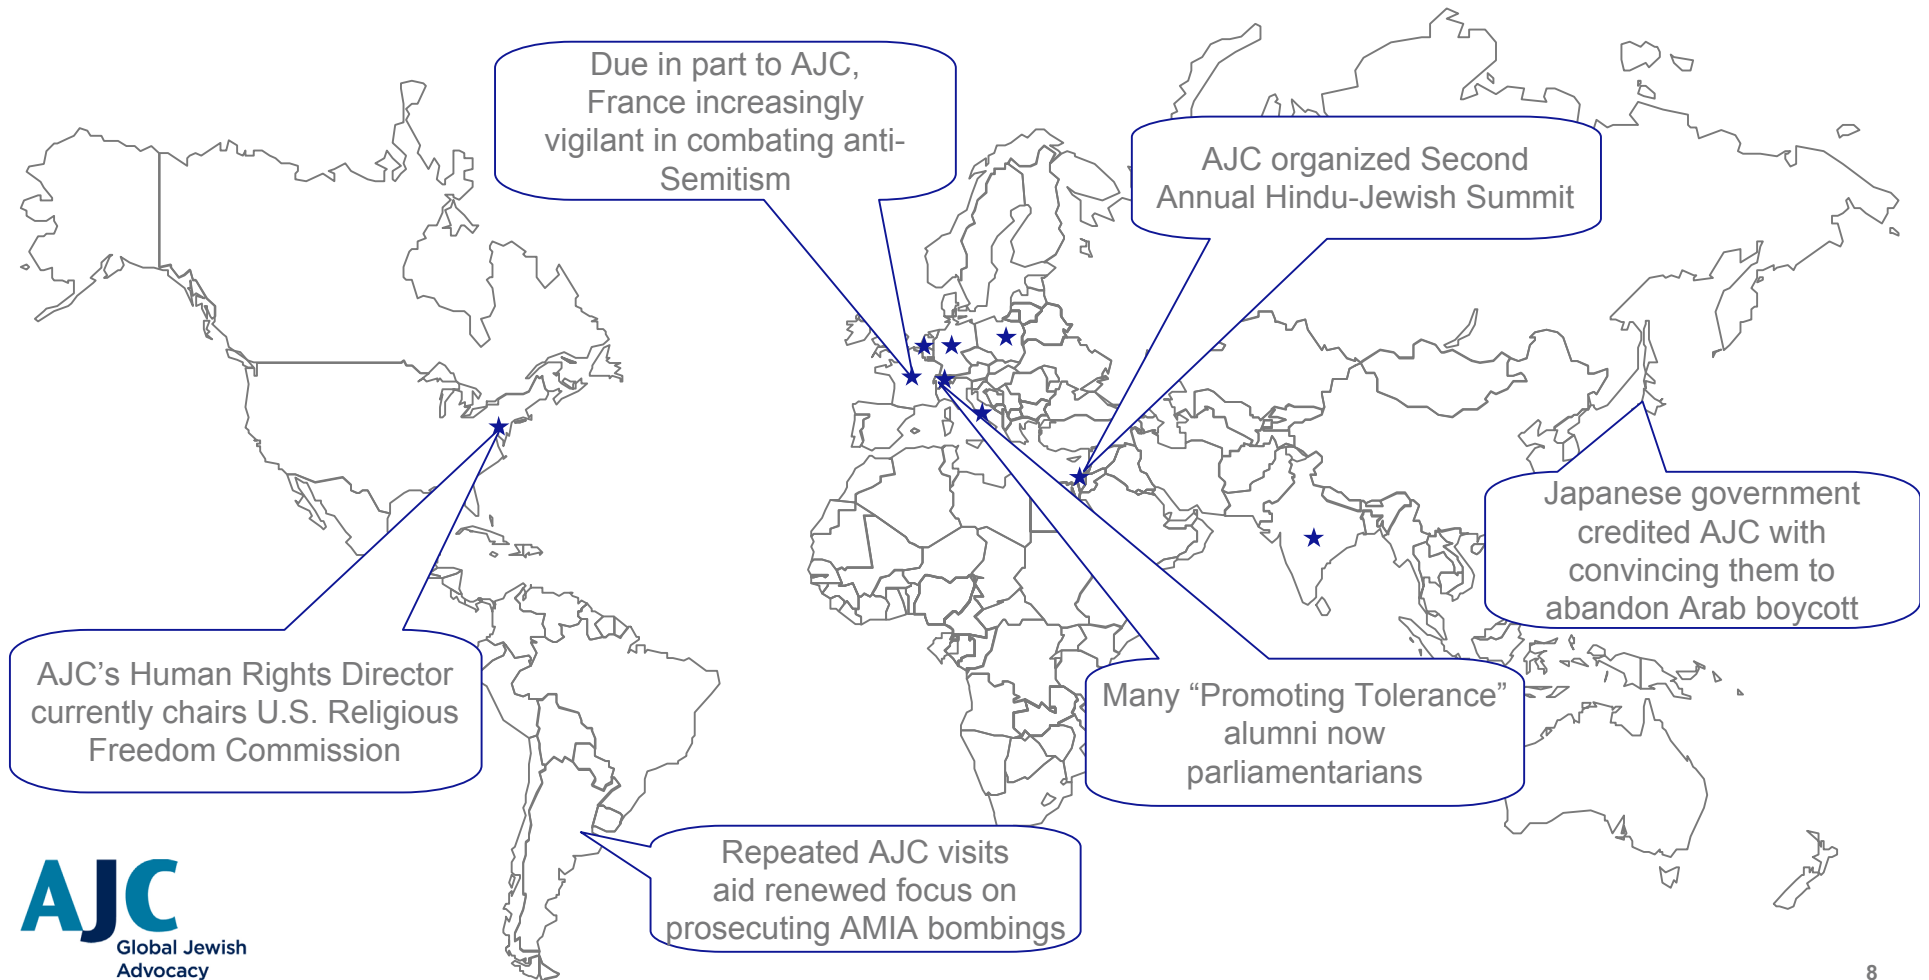 Due in part to AJC,
France increasingly
vigilant in combating anti-
Semitism
AJC organized Second
Annual Hindu-Jewish Summit
Japanese government
credited AJC with
convincing them to
abandon Arab boycott
AJC’s Human Rights Director
currently chairs U.S. Religious
Freedom Commission
Many “Promoting Tolerance”
alumni now
parliamentarians
Repeated AJC visits
aid renewed focus on
prosecuting AMIA bombings
AJC
Global Jewish
Advocacy
8